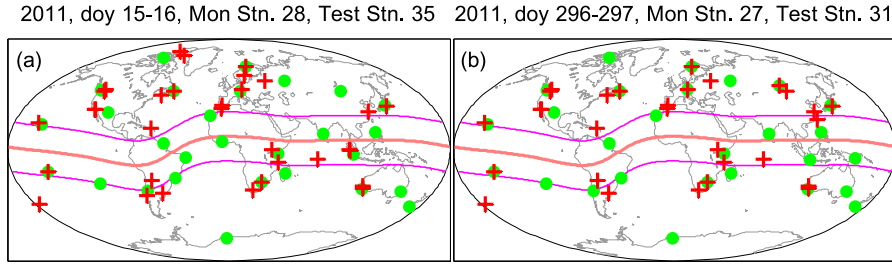 2011, doy 15-16, Mon Stn. 28, Test Stn. 35
2011, doy 296-297, Mon Stn. 27, Test Stn. 31
(a)
(b)